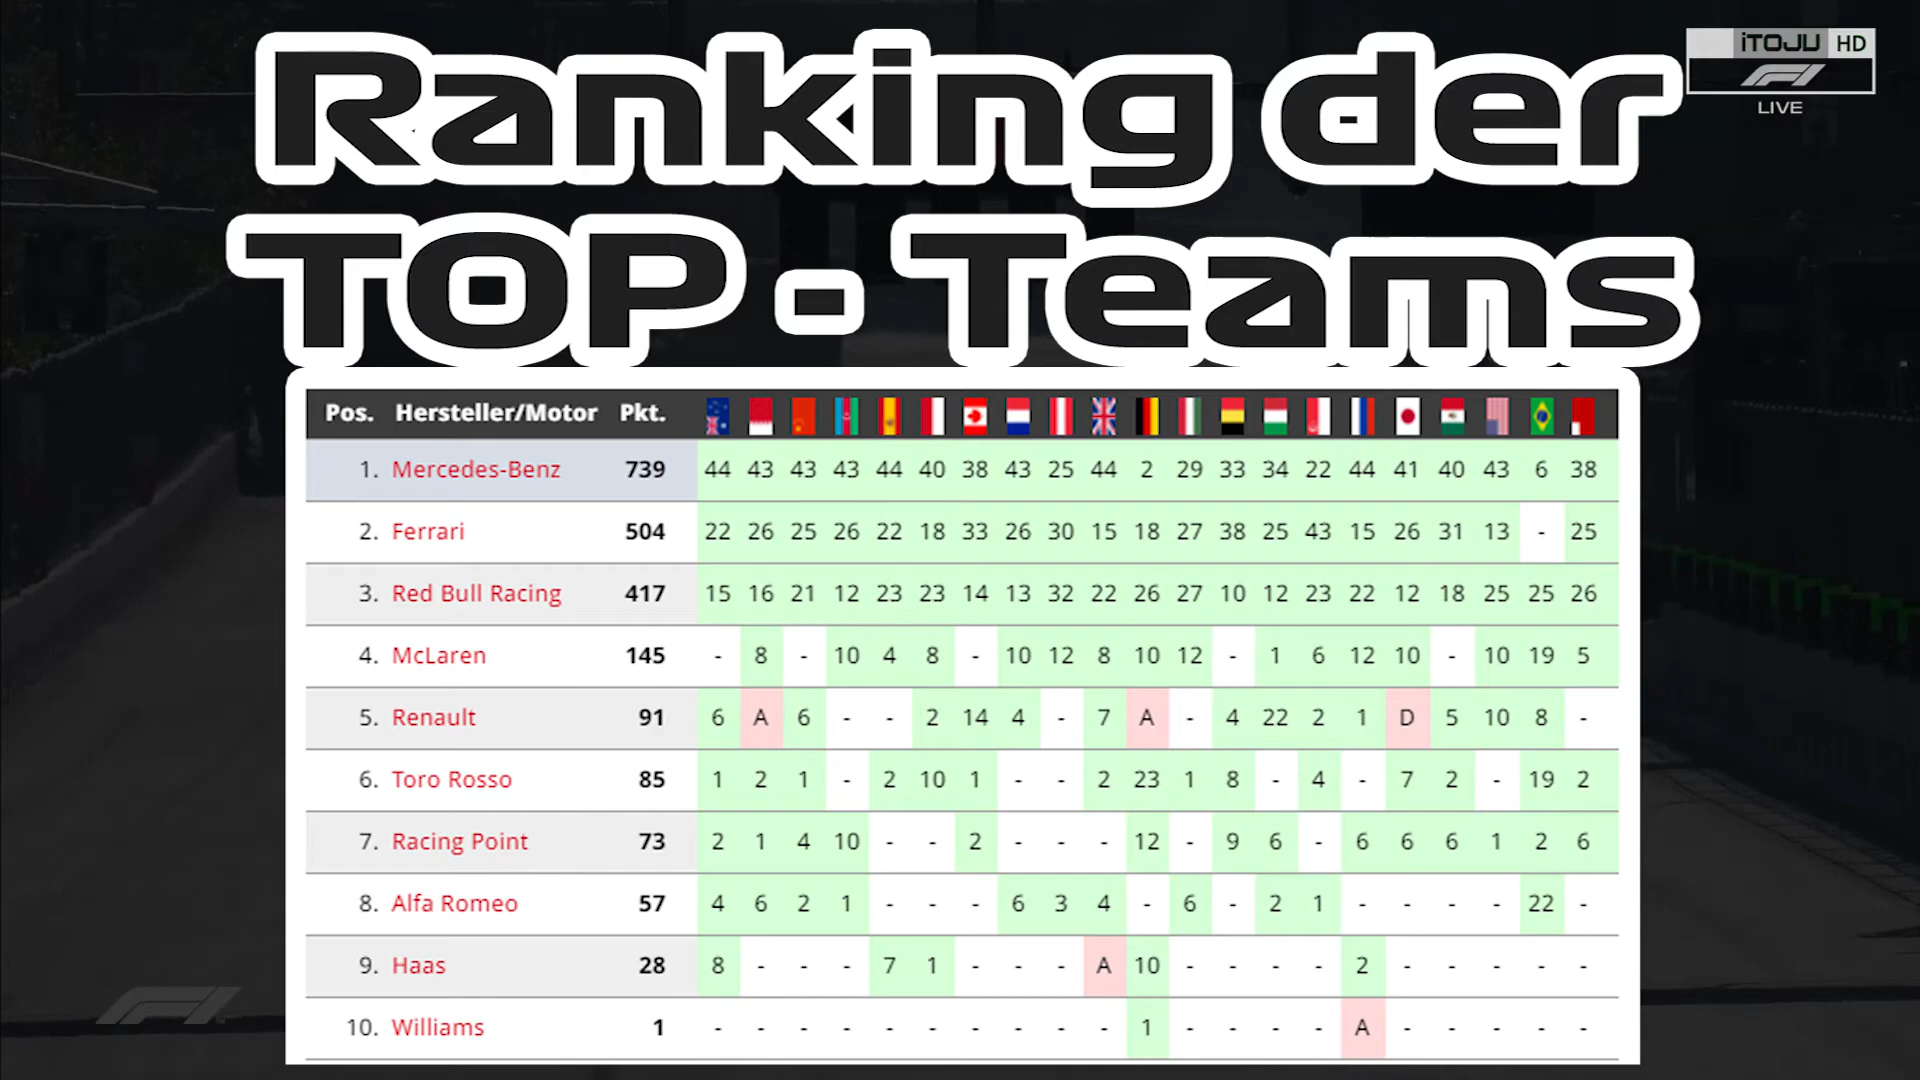 iTOJU HD
F1
LIVE
Ranking der
TOP - Teams
Pos. Hersteller/Motor Pkt.
1. Mercedes-Benz 739 44 43 43 43 44 40 38 43 25 44 2 29 33 34 22 44 41 40 43 6 38
2. Ferrari 504 22 26 25 26 22 18 33 26 30 15 18 27 38 25 43 15 26 31 13 - 25
3. Red Bull Racing 417 15 16 21 12 23 23 14 13 32 22 26 27 10 12 23 22 12 18 25 25 26
4. McLaren 145 - 8 - 10 4 8 - 10 12 8 10 12 - 1 6 12 10 - 10 19 5
5. Renault 91 6 A 6 - - 2 14 4 - 7 A - 4 22 2 1 D 5 10 8 -
6. Toro Rosso 85 1 2 1 - 2 10 1 - - 2 23 1 8 - 4 - 7 2 - 19 2
7. Racing Point 73 2 1 4 10 - - 2 - - - 12 - 9 6 - 6 6 6 1 2 6
8. Alfa Romeo 57 4 6 2 1 - - - 6 3 4 - 6 - 2 1 - - - - 22 -
9. Haas 28 8 - - - 7 1 - - - A 10 - - - - 2 - - - - -
10. Williams 1 - - - - - - - - - - 1 - - - - A - - - - -
F1